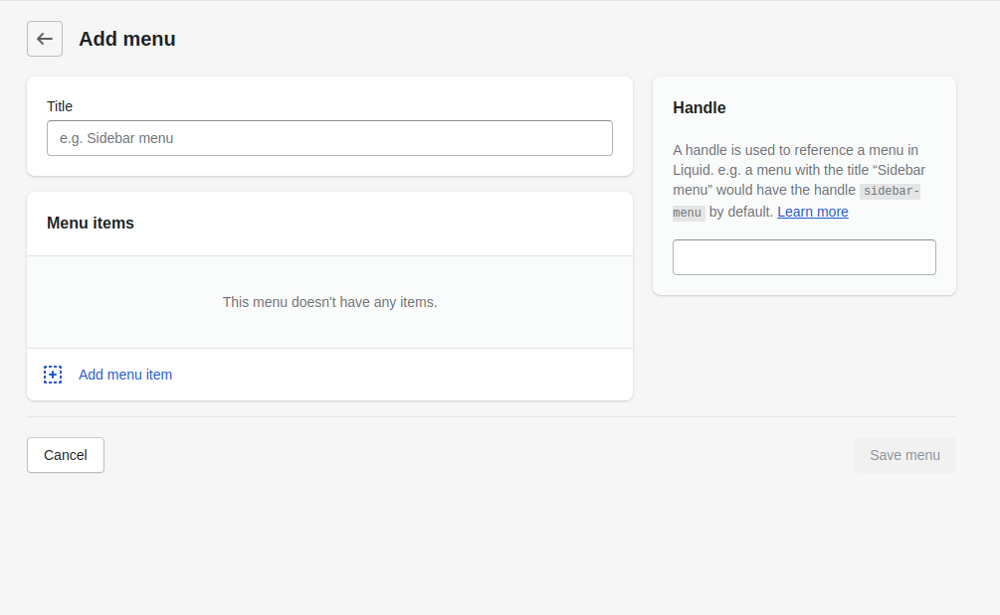 Add menu
Title
e.g. Sidebar menu
Menu items
This menu doesn't have any items.
Add menu item
Handle
A handle is used to reference a menu in
Liquid. e.g. a menu with the title “Sidebar
menu” would have the handle sidebar-
menu by default. Learn more
Cancel
Save menu